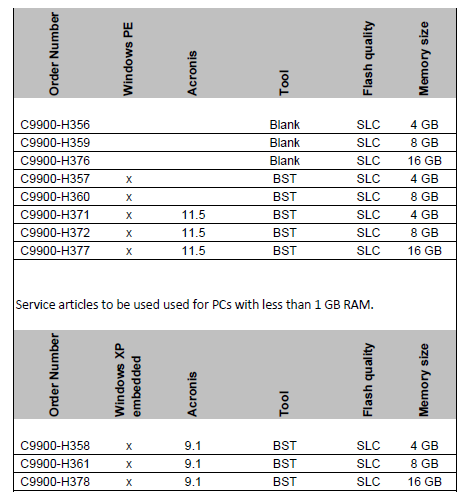 Order Number Windows PE Acronis Tool Flash quality Memory size
C9900-H356 Blank SLC 4 GB
C9900-H359 Blank SLC 8 GB
C9900-H376 Blank SLC 16 GB
C9900-H357 x BST SLC 4 GB
C9900-H360 x BST SLC 8 GB
C9900-H371 x 11.5 BST SLC 4 GB
C9900-H372 x 11.5 BST SLC 8 GB
C9900-H377 x 11.5 BST SLC 16 GB
Service articles to be used used for PCs with less than 1 GB RAM.
Order Number Windows XP embedded Acronis Tool Flash quality Memory size
C9900-H358 x 9.1 BST SLC 4 GB
C9900-H361 x 9.1 BST SLC 8 GB
C9900-H378 x 9.1 BST SLC 16 GB